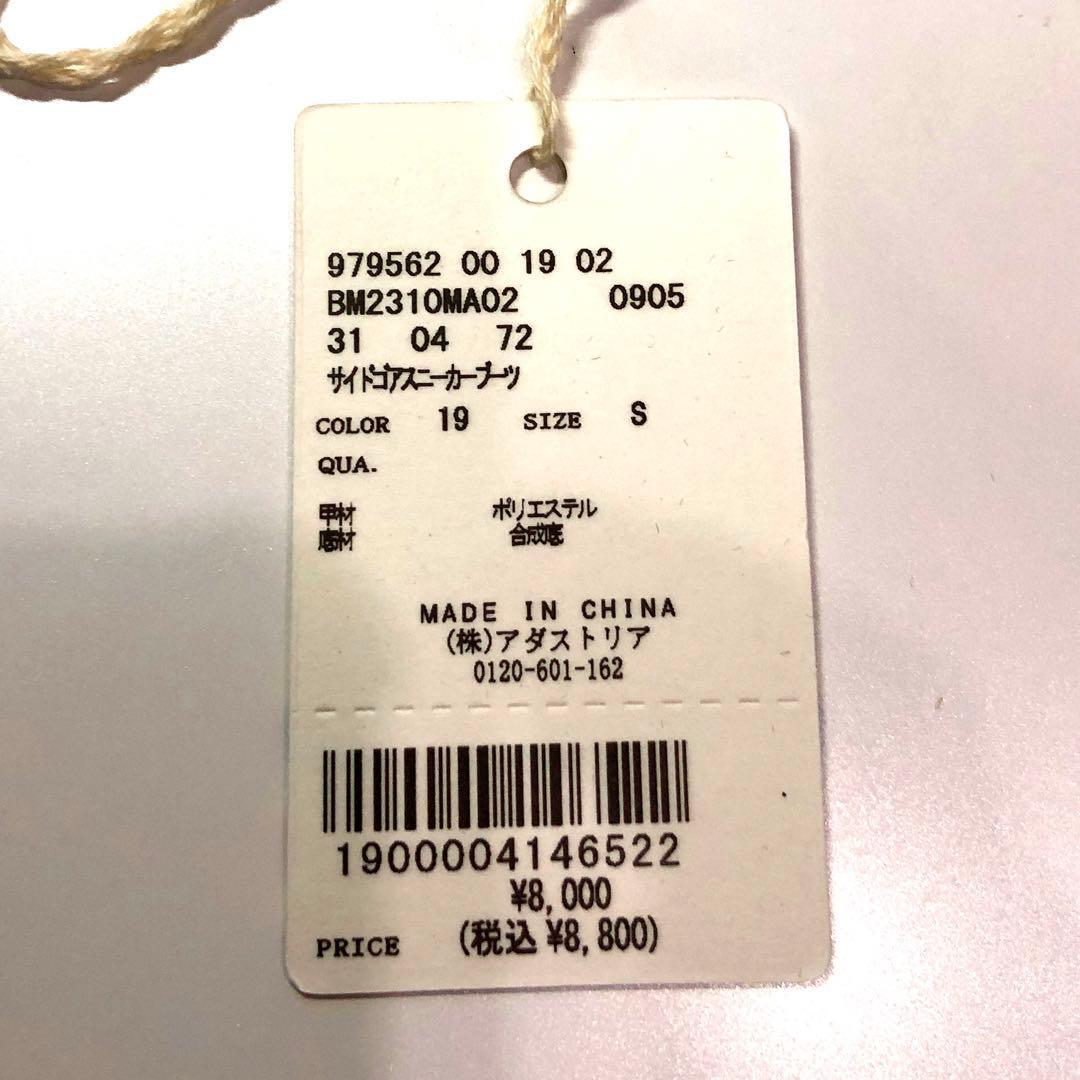 979562 00 19 02
BM2310MA02 0905
31 04 72
サイドゴアスニーカーブーツ
COLOR 19 SIZE S
QUA.
甲材 ポリエステル
底材 合成底
MADE IN CHINA
(株)アダストリア
0120-601-162
1900004146522
¥8,000
PRICE (税込 ¥8,800)